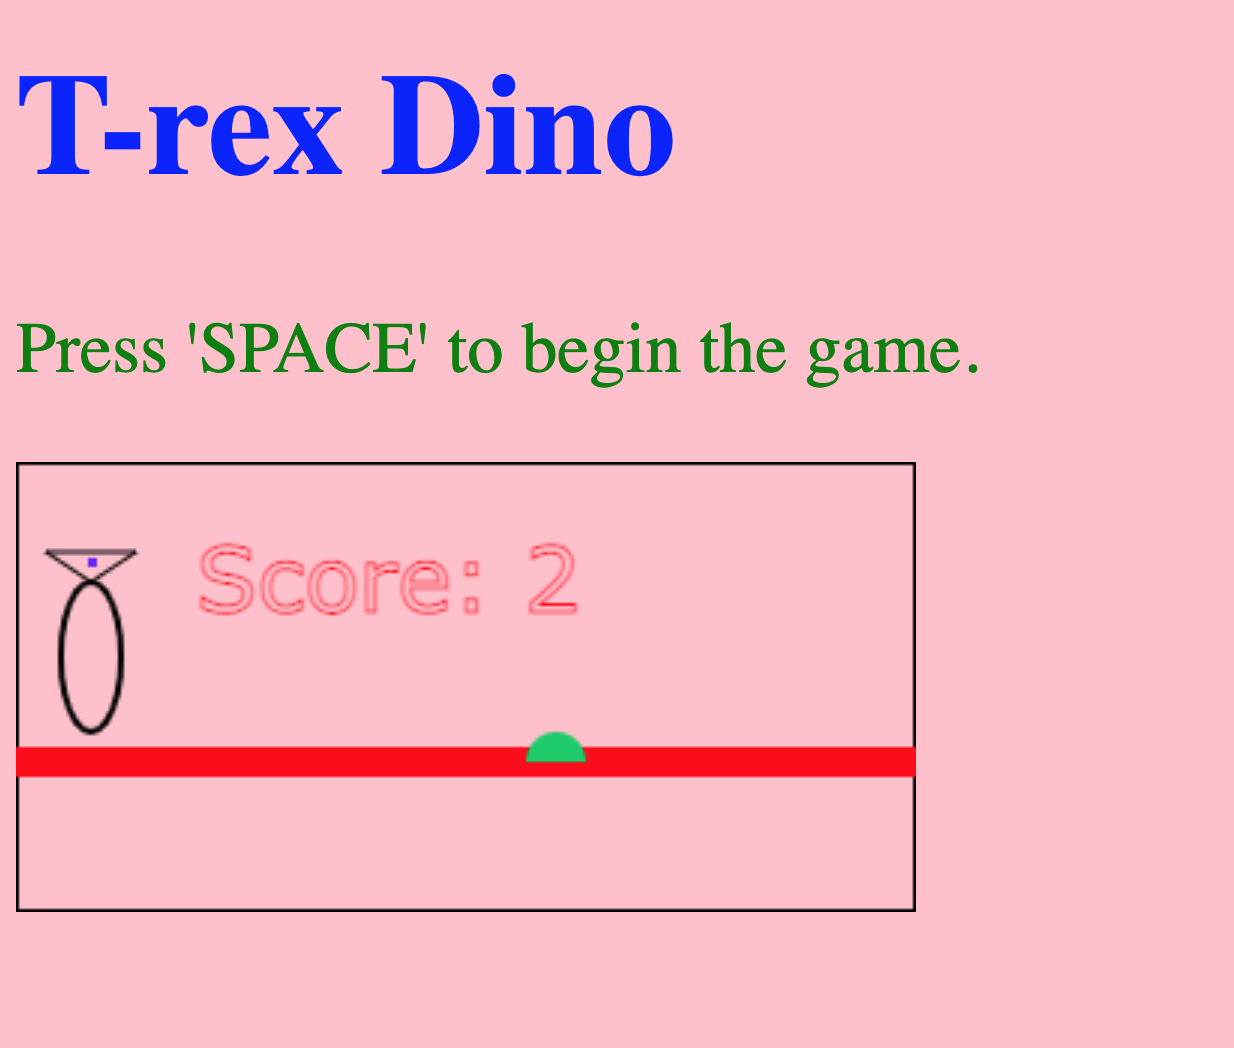 T-rex Dino
Press 'SPACE' to begin the game.
Score: 2